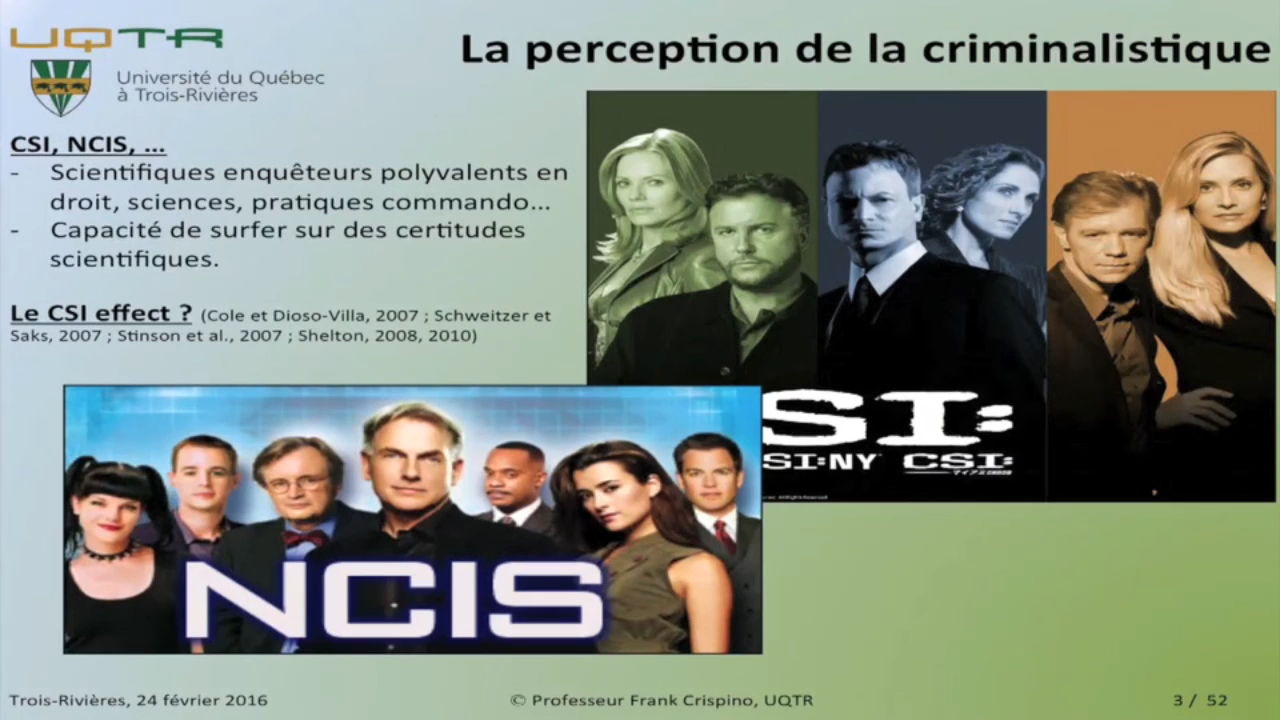 UQTR
La perception de la criminalistique
Université du Québec
à Trois-Rivières
CSI, NCIS, ...
- Scientifiques enquêteurs polyvalents en
droit, sciences, pratiques commando...
- Capacité de surfer sur des certitudes
scientifiques.
Le CSI effect ? (Cole et Dioso-Villa, 2007 ; Schweitzer et
Saks, 2007 ; Stinson et al., 2007 ; Shelton, 2008, 2010)
SI:
SI:NY CSI:
NCIS
Trois-Rivières, 24 février 2016
© Professeur Frank Crispino, UQTR
3 / 52